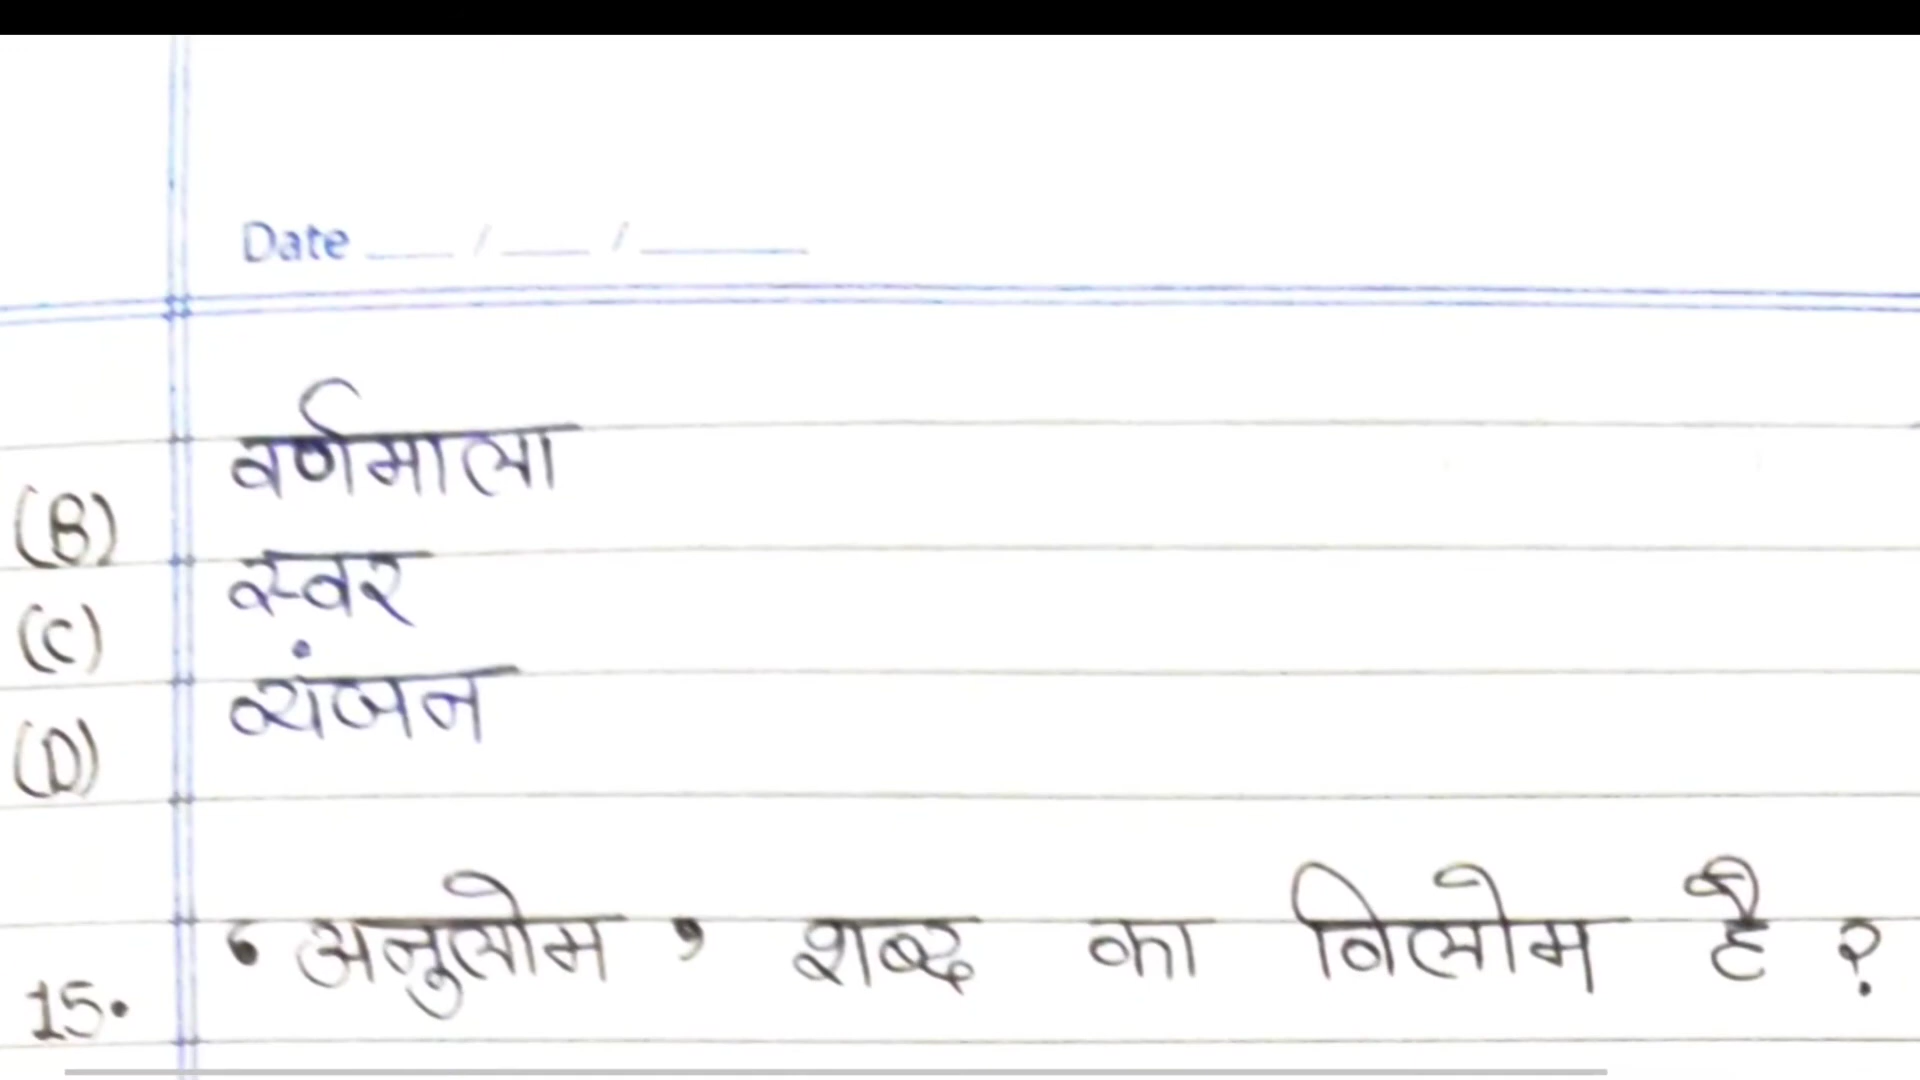 Date ___/___/_____
वर्णमाला
(B) स्वर
(C) व्यंजन
(D)
15. ‘अनुलोम’ शब्द का विलोम है ?